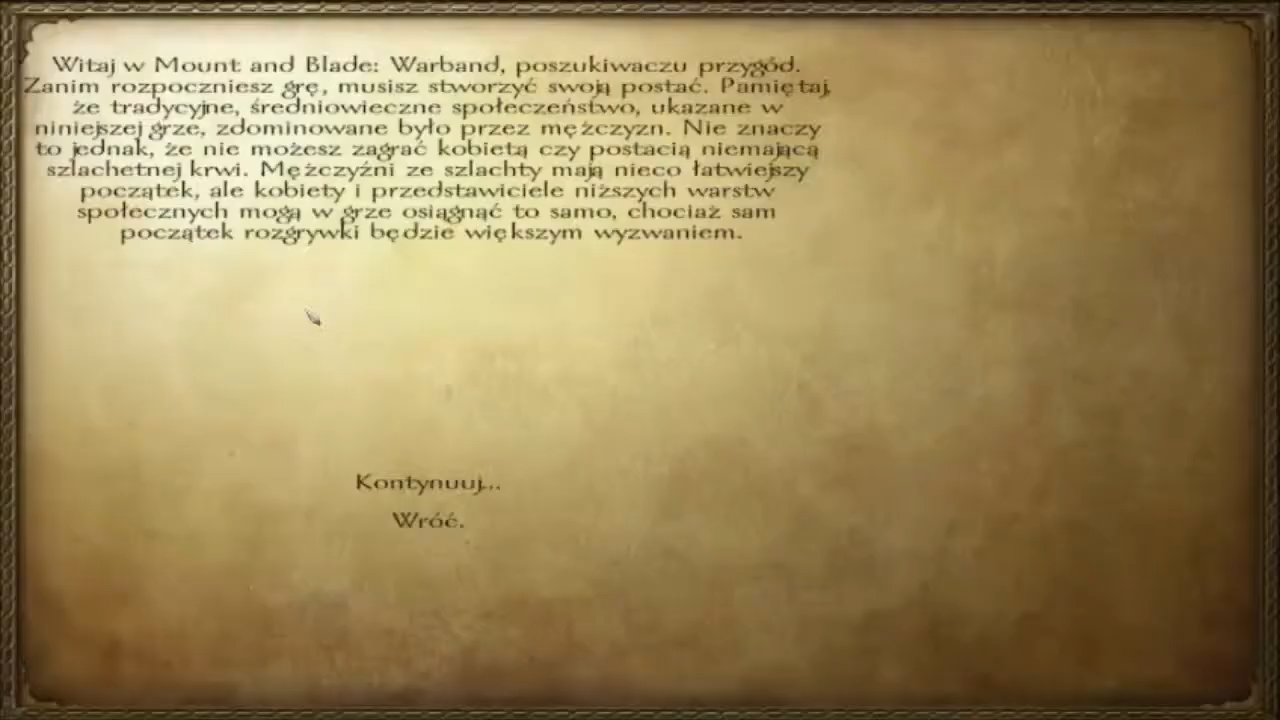 Witaj w Mount and Blade: Warband, poszukiwaczu przygód.
Zanim rozpoczniesz grę, musisz stworzyć swoją postać. Pamiętaj,
że tradycyjne, średniowieczne społeczeństwo, ukazane w
niniejszej grze, zdominowane było przez mężczyzn. Nie znaczy
to jednak, że nie możesz zagrać kobietą czy postacią niemającą
szlachetnej krwi. Mężczyźni ze szlachty mają nieco łatwiejszy
początek, ale kobiety i przedstawiciele niższych warstw
społecznych mogą w grze osiągnąć to samo, chociaż sam
początek rozgrywki będzie większym wyzwaniem.
Kontynuuj...
Wróć.